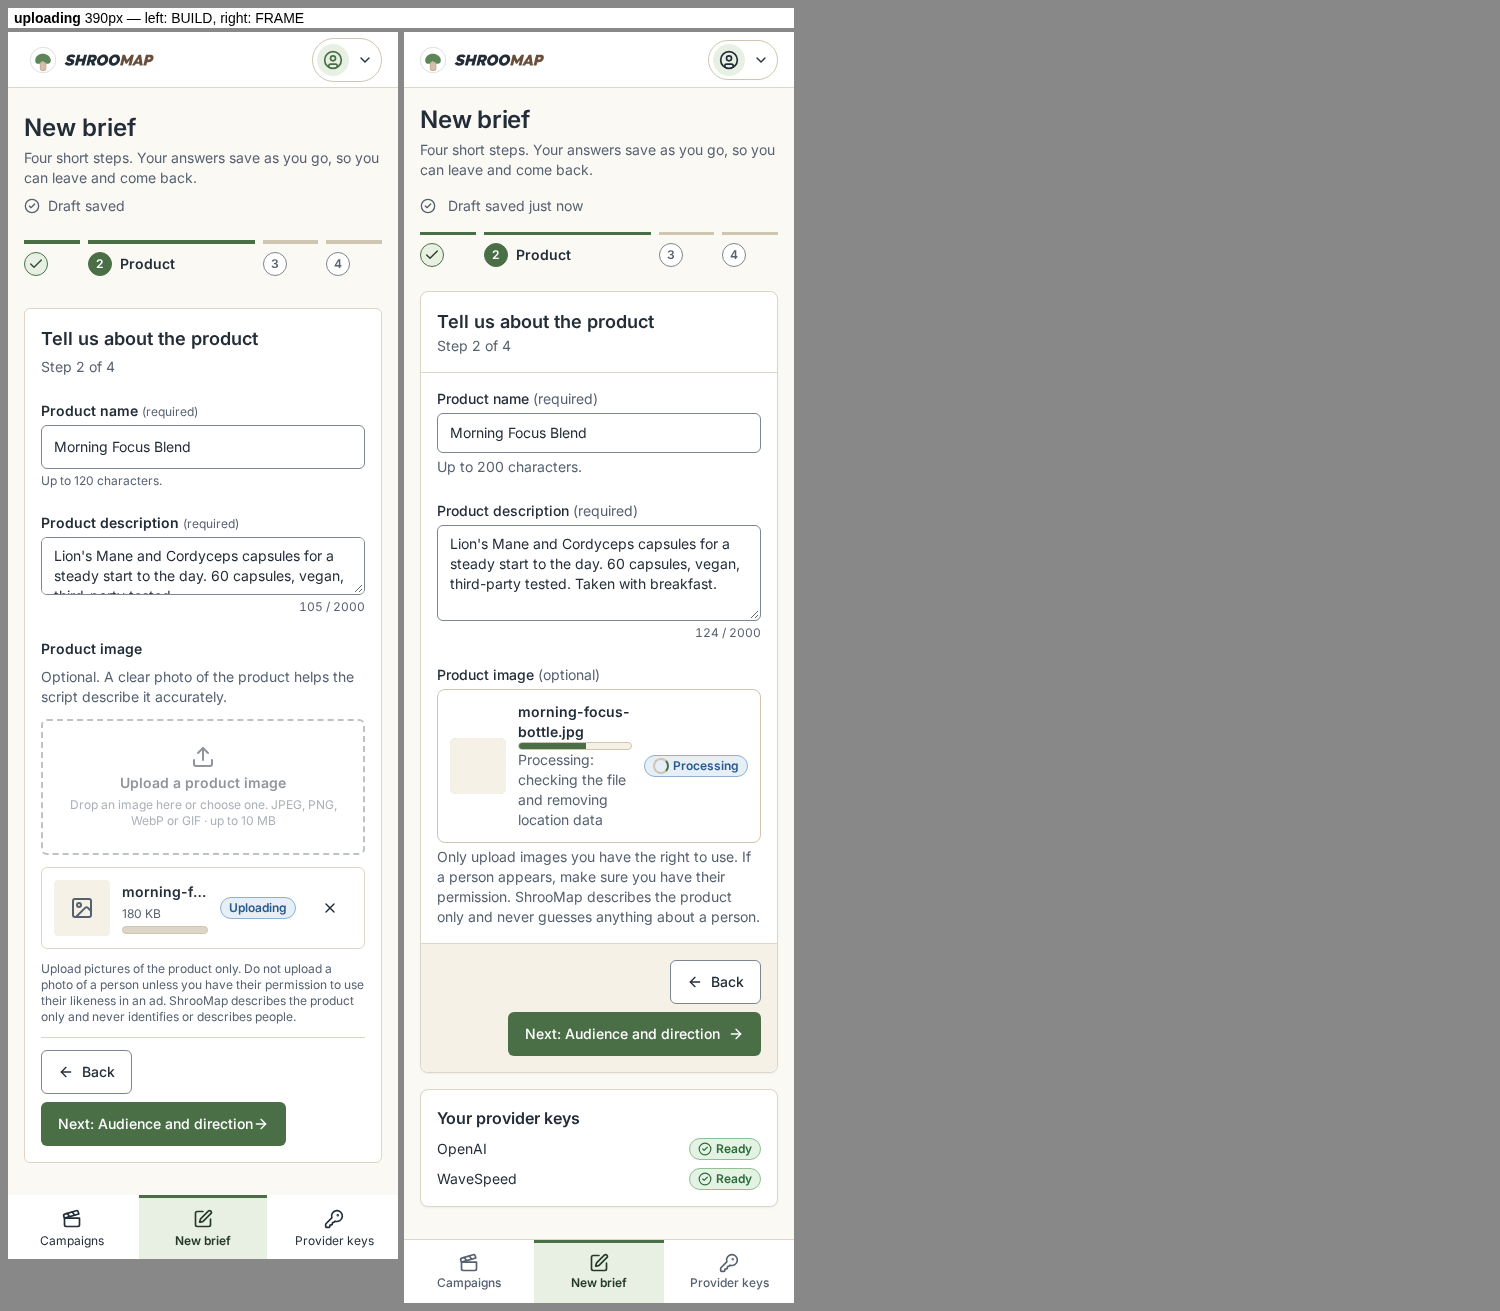 uploading 390px — left: BUILD, right: FRAME
SHROOMAP
New brief
Four short steps. Your answers save as you go, so you
can leave and come back.
Draft saved
2 Product 3 4
Tell us about the product
Step 2 of 4
Product name (required)
Morning Focus Blend
Up to 120 characters.
Product description (required)
Lion's Mane and Cordyceps capsules for a
steady start to the day. 60 capsules, vegan,
third-party tested
105 / 2000
Product image
Optional. A clear photo of the product helps the
script describe it accurately.
Upload a product image
Drop an image here or choose one. JPEG, PNG,
WebP or GIF · up to 10 MB
morning-f...
180 KB
Uploading
Upload pictures of the product only. Do not upload a
photo of a person unless you have their permission to use
their likeness in an ad. ShrooMap describes the product
only and never identifies or describes people.
Back
Next: Audience and direction
Campaigns New brief Provider keys
SHROOMAP
New brief
Four short steps. Your answers save as you go, so you
can leave and come back.
Draft saved just now
2 Product 3 4
Tell us about the product
Step 2 of 4
Product name (required)
Morning Focus Blend
Up to 200 characters.
Product description (required)
Lion's Mane and Cordyceps capsules for a
steady start to the day. 60 capsules, vegan,
third-party tested. Taken with breakfast.
124 / 2000
Product image (optional)
morning-focus-
bottle.jpg
Processing:
checking the file
and removing
location data
Processing
Only upload images you have the right to use. If
a person appears, make sure you have their
permission. ShrooMap describes the product
only and never guesses anything about a person.
Back
Next: Audience and direction
Your provider keys
OpenAI Ready
WaveSpeed Ready
Campaigns New brief Provider keys